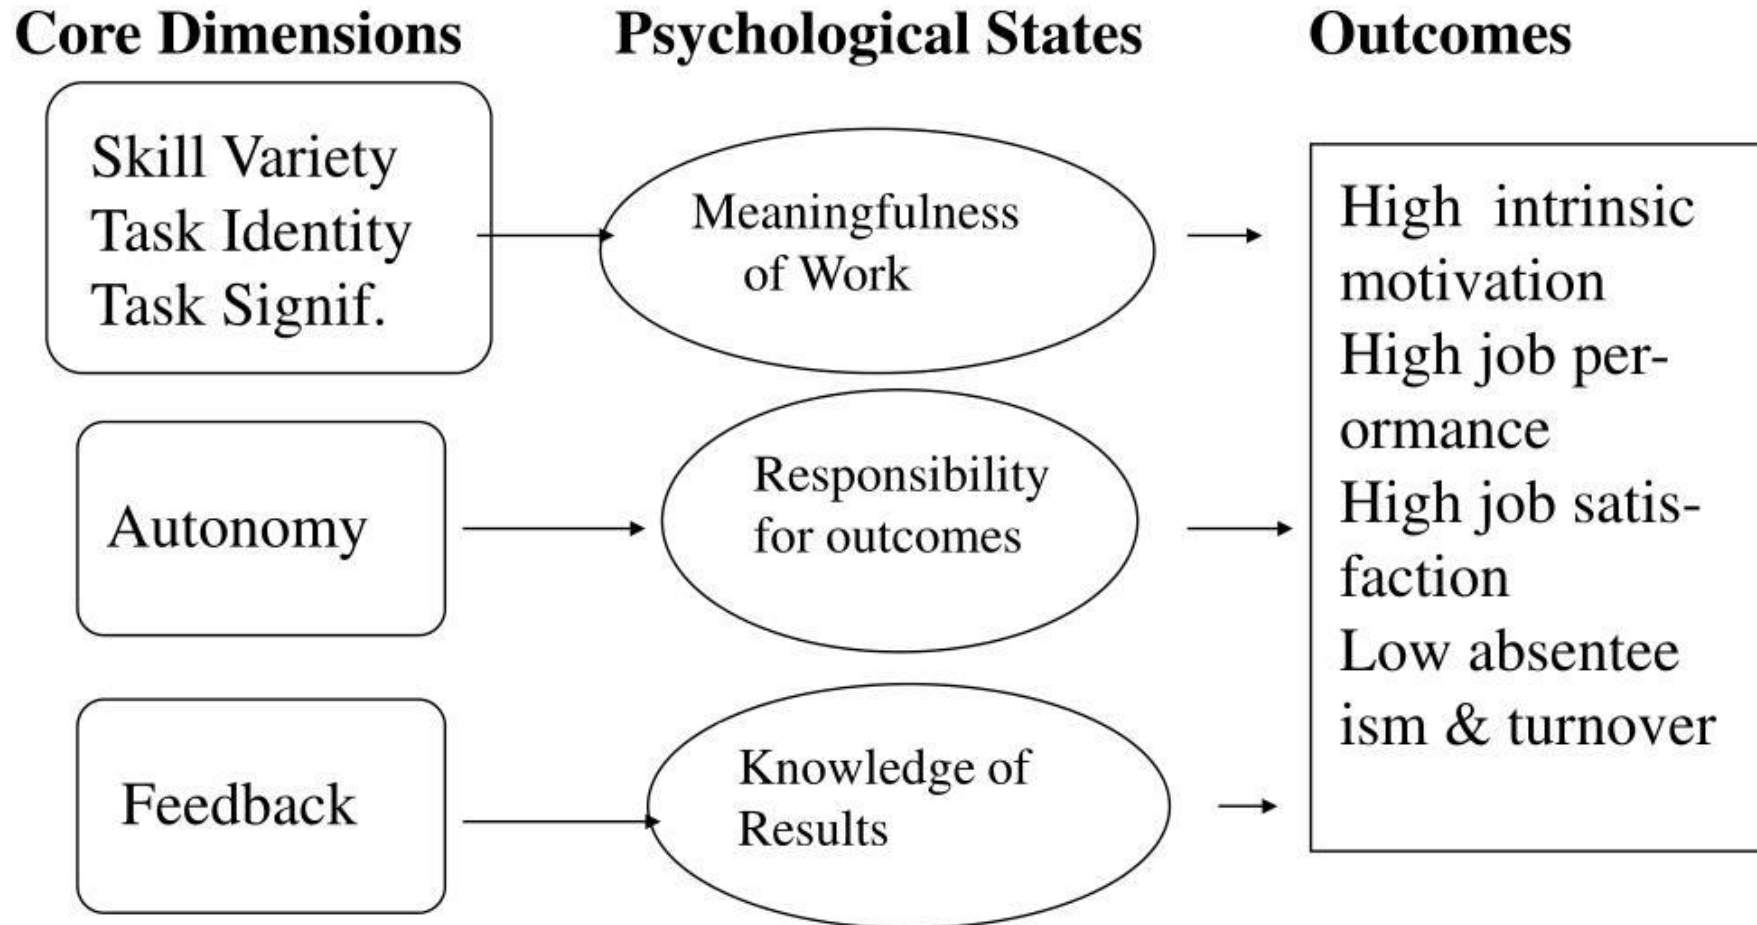 Core Dimensions
Psychological States
Outcomes
Skill Variety
Task Identity
Task Signif.
Meaningfulness
of Work
Autonomy
Responsibility
for outcomes
Feedback
Knowledge of
Results
High intrinsic
motivation
High job per-
ormance
High job satis-
faction
Low absentee
ism & turnover